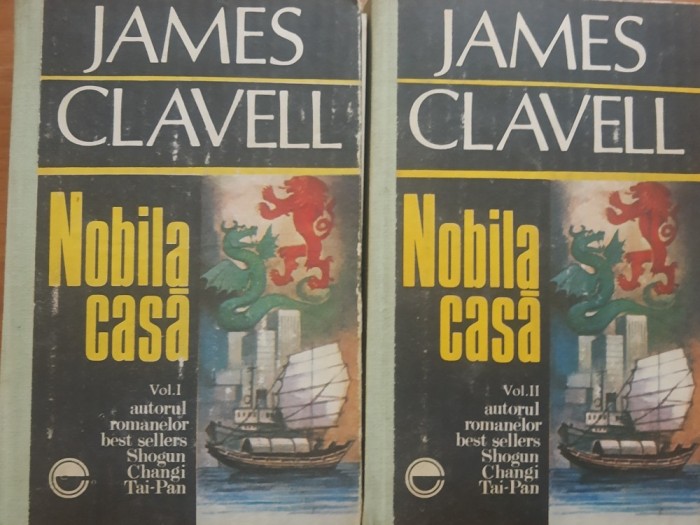 JAMES
CLAVELL
Nobila
casă
Vol.I
autorul
romanelor
best sellers
Shogun
Changi
Tai-Pan
JAMES
CLAVELL
Nobila
casă
Vol.II
autorul
romanelor
best sellers
Shogun
Changi
Tai-Pan